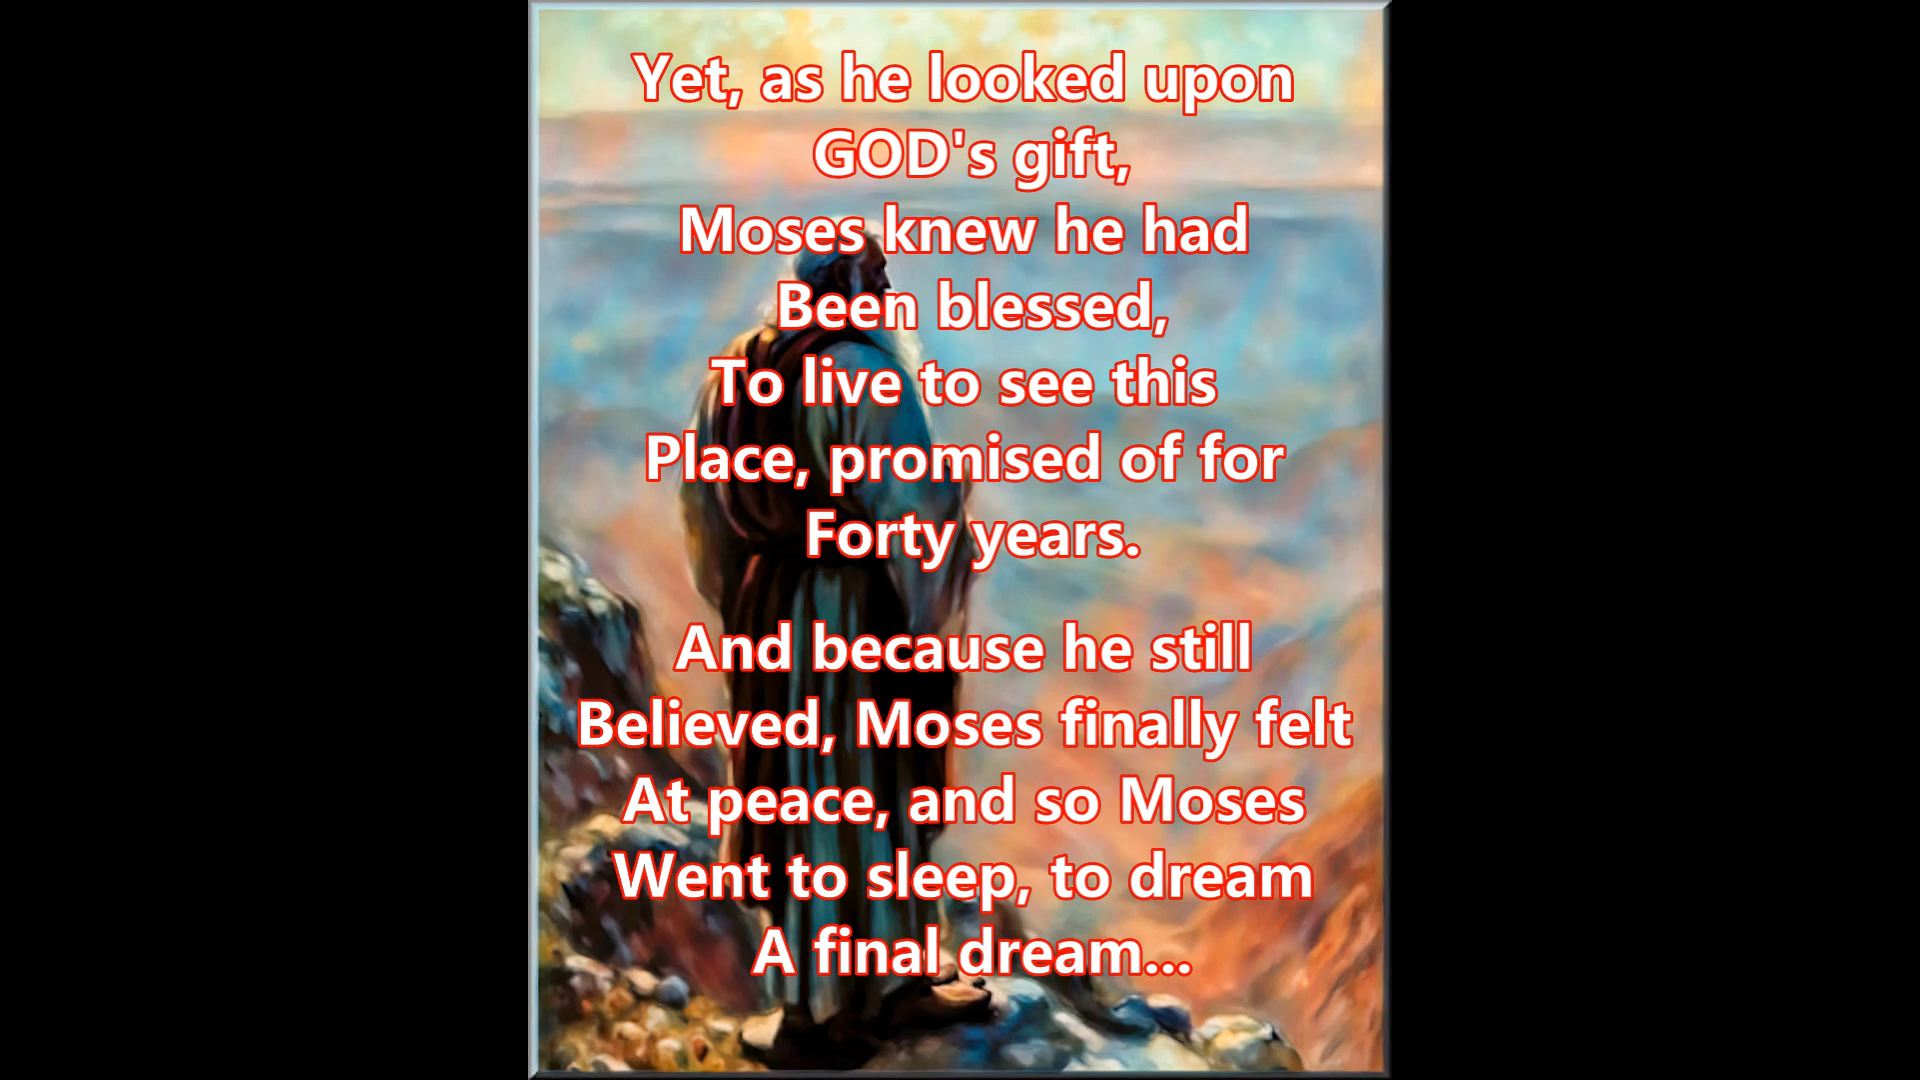 Yet, as he looked upon
GOD's gift,
Moses knew he had
Been blessed,
To live to see this
Place, promised of for
Forty years.
And because he still
Believed, Moses finally felt
At peace, and so Moses
Went to sleep, to dream
A final dream...